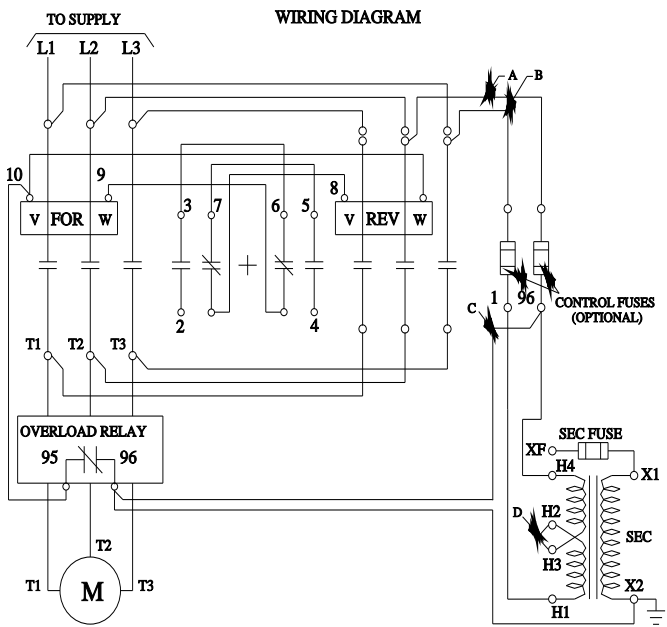 WIRING DIAGRAM
TO SUPPLY
L1 L2 L3
A B
10 9 8
3 7 6 5
V FOR W
V REV W
2 4
1 96
C
CONTROL FUSES
(OPTIONAL)
T1 T2 T3
OVERLOAD RELAY
95 96
SEC FUSE
XF
H4 X1
D H2
SEC
H3
T2
T1 M T3
X2
H1